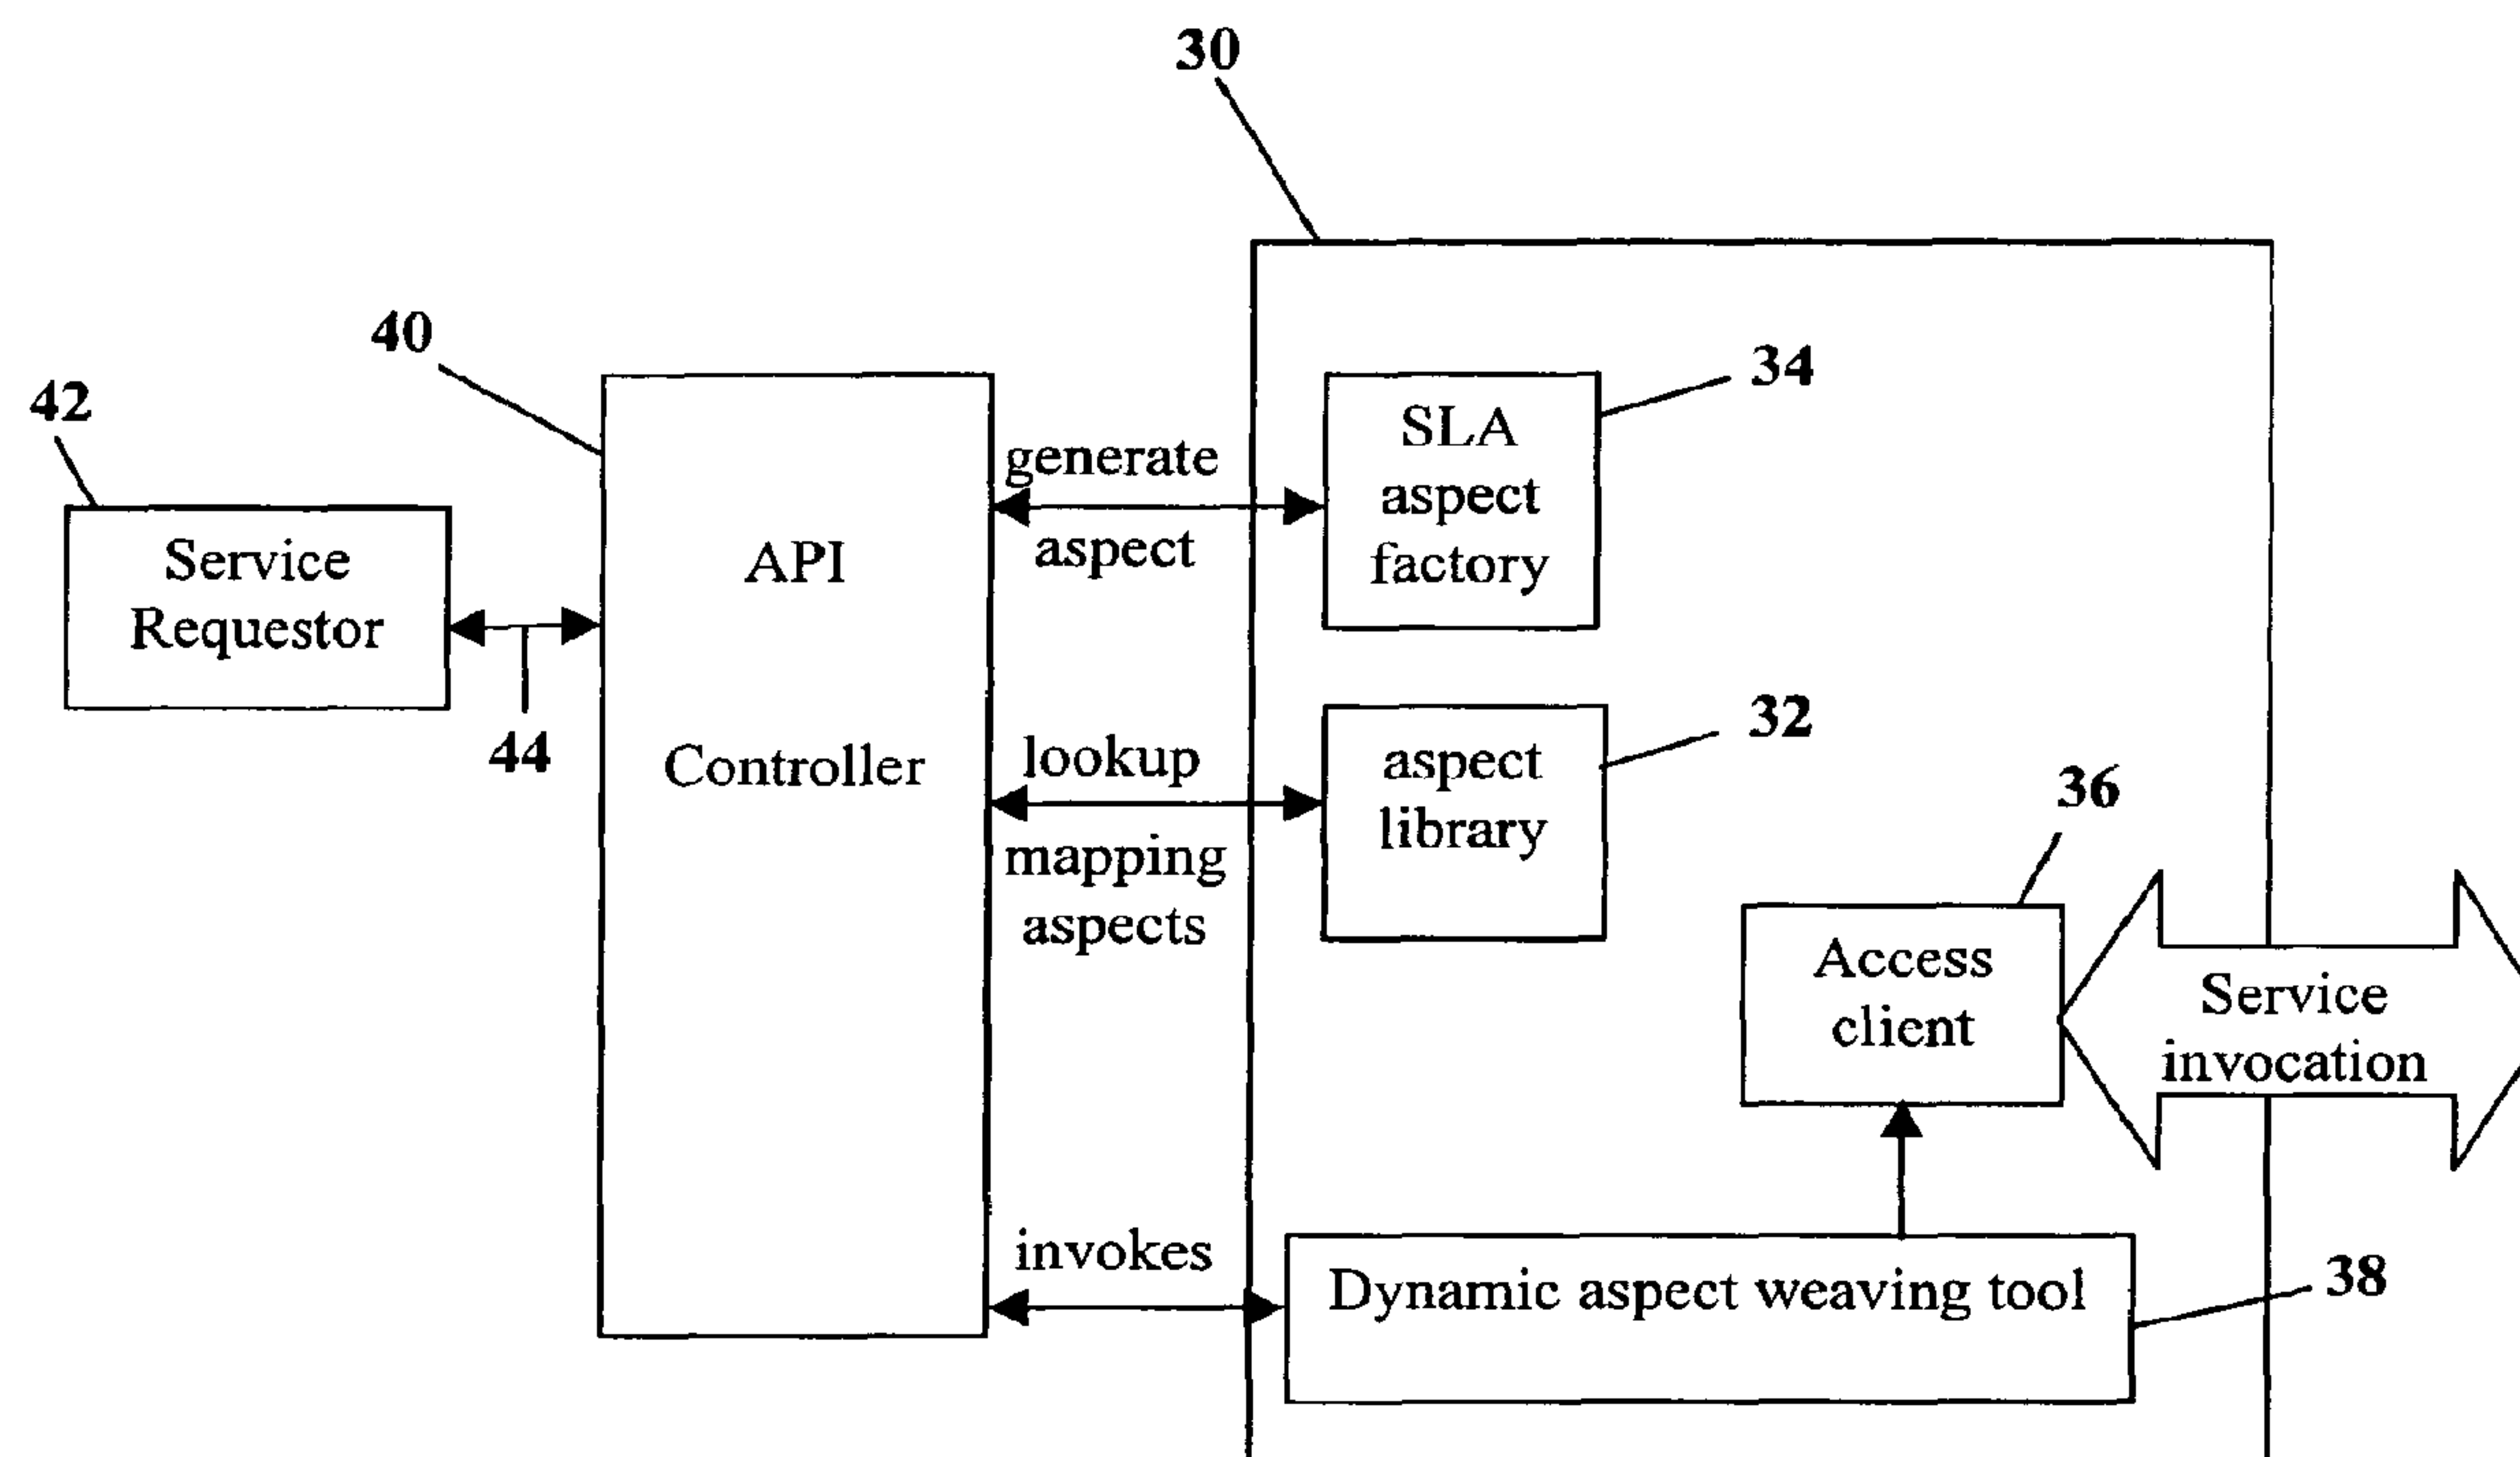 30
40
34
42
SLA
aspect
factory
generate
aspect
Service
Requestor
API
Controller
44
32
lookup
mapping
aspects
aspect
library
36
Access
client
Service
invocation
invokes
Dynamic aspect weaving tool
38